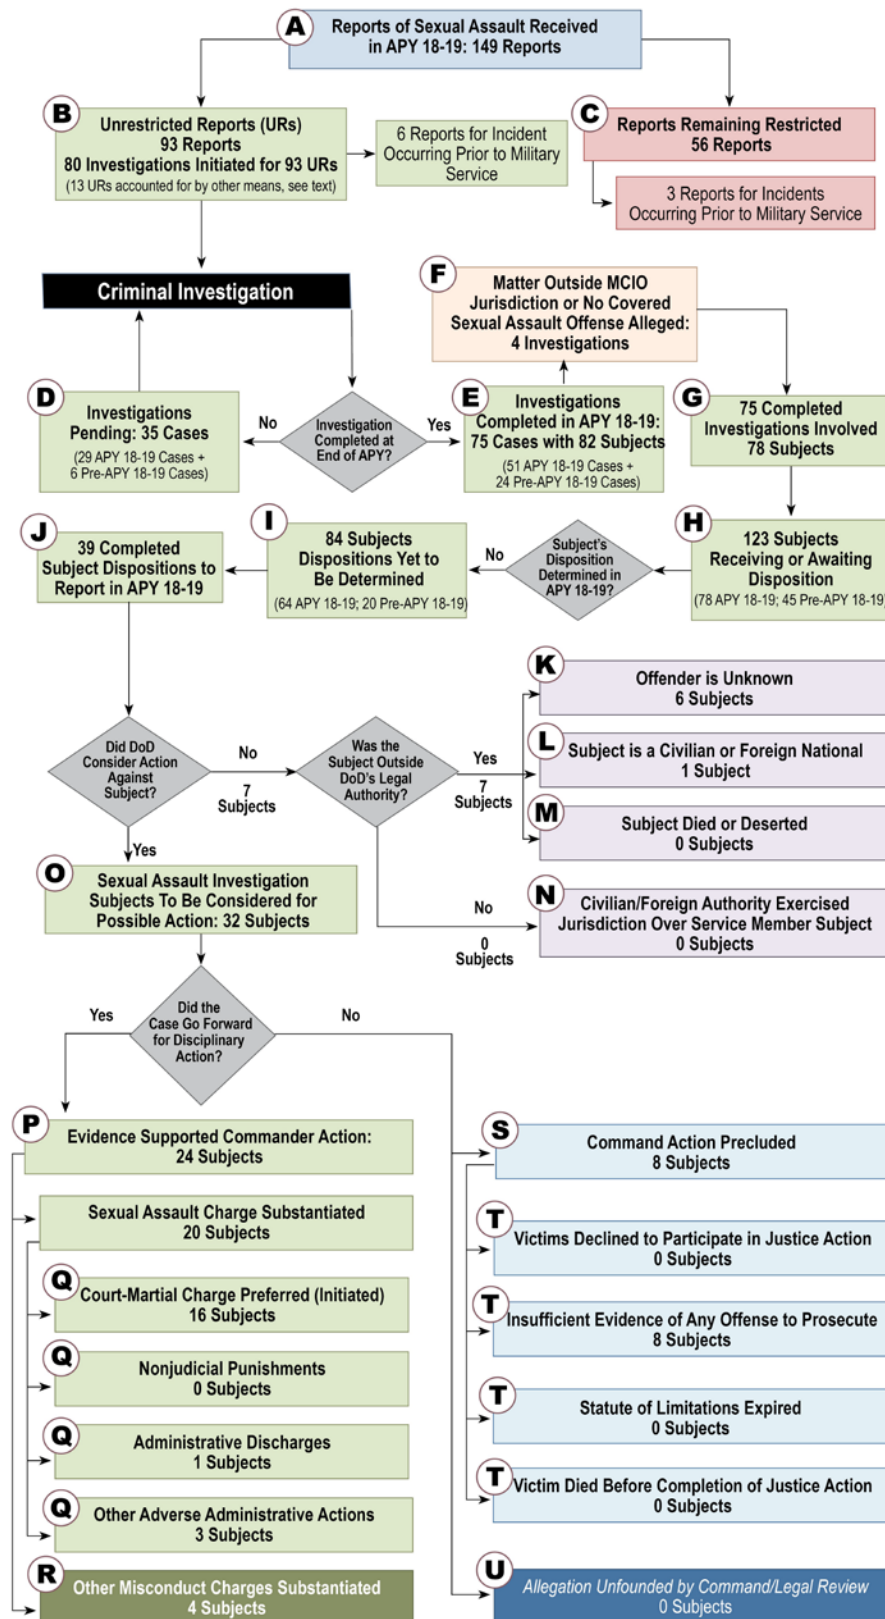 A
Reports of Sexual Assault Received
in APY 18-19: 149 Reports
B
Unrestricted Reports (URs)
93 Reports
80 Investigations Initiated for 93 URs
(13 URs accounted for by other means, see text)
6 Reports for Incident
Occurring Prior to Military
Service
C
Reports Remaining Restricted
56 Reports
3 Reports for Incidents
Occurring Prior to Military Service
Criminal Investigation
F
Matter Outside MCIO
Jurisdiction or No Covered
Sexual Assault Offense Alleged:
4 Investigations
D
Investigations
Pending: 35 Cases
(29 APY 18-19 Cases +
6 Pre-APY 18-19 Cases)
No
Investigation
Completed at
End of APY?
Yes
E
Investigations
Completed in APY 18-19:
75 Cases with 82 Subjects
(51 APY 18-19 Cases +
24 Pre-APY 18-19 Cases)
G
75 Completed
Investigations Involved
78 Subjects
J
39 Completed
Subject Dispositions to
Report in APY 18-19
I
84 Subjects
Dispositions Yet to
Be Determined
(64 APY 18-19; 20 Pre-APY 18-19)
No
Subject's
Disposition
Determined in
APY 18-19?
H
123 Subjects
Receiving or Awaiting
Disposition
(78 APY 18-19; 45 Pre-APY 18-19)
Did DoD
Consider Action
Against
Subject?
No
7
Subjects
Was the
Subject Outside
DoD's Legal
Authority?
Yes
7
Subjects
K
Offender is Unknown
6 Subjects
L
Subject is a Civilian or Foreign National
1 Subject
M
Subject Died or Deserted
0 Subjects
Yes
O
Sexual Assault Investigation
Subjects To Be Considered for
Possible Action: 32 Subjects
No
0
Subjects
N
Civilian/Foreign Authority Exercised
Jurisdiction Over Service Member Subject
0 Subjects
Yes
Did the
Case Go Forward
for Disciplinary
Action?
No
P
Evidence Supported Commander Action:
24 Subjects
Sexual Assault Charge Substantiated
20 Subjects
Q
Court-Martial Charge Preferred (Initiated)
16 Subjects
Q
Nonjudicial Punishments
0 Subjects
Q
Administrative Discharges
1 Subjects
Q
Other Adverse Administrative Actions
3 Subjects
R
Other Misconduct Charges Substantiated
4 Subjects
S
Command Action Precluded
8 Subjects
T
Victims Declined to Participate in Justice Action
0 Subjects
T
Insufficient Evidence of Any Offense to Prosecute
8 Subjects
T
Statute of Limitations Expired
0 Subjects
T
Victim Died Before Completion of Justice Action
0 Subjects
U
Allegation Unfounded by Command/Legal Review
0 Subjects